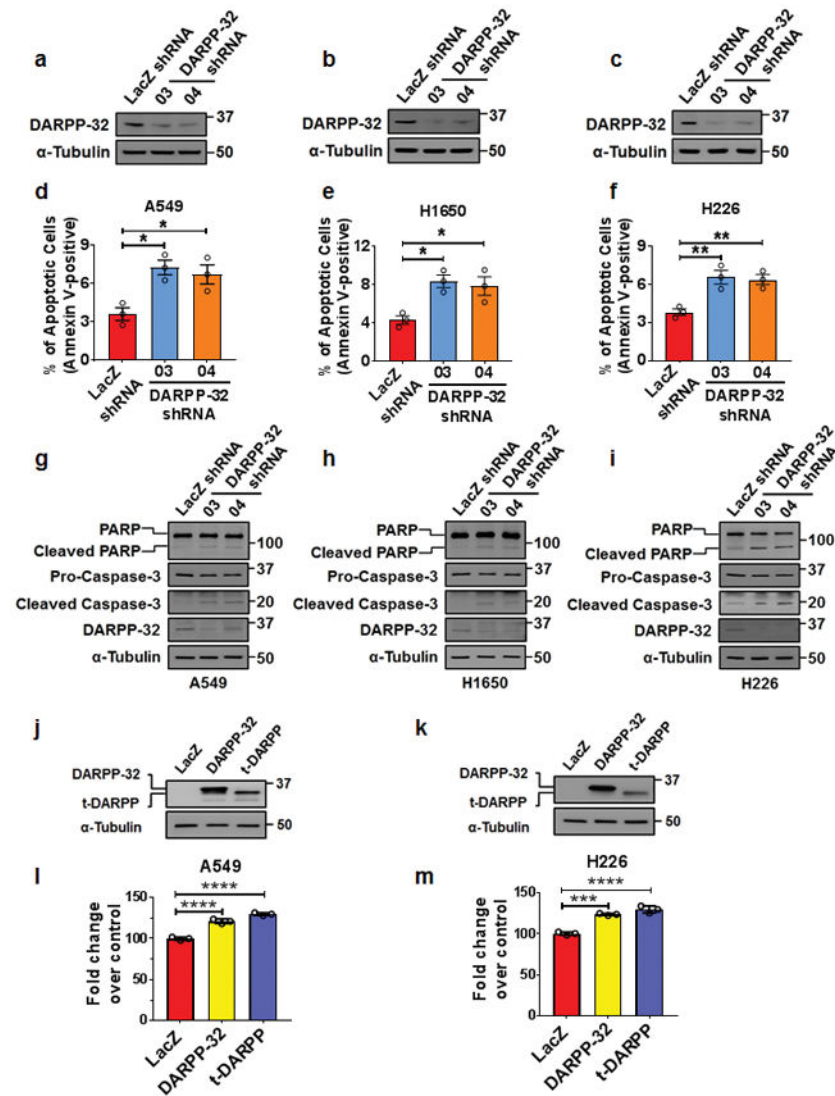 a
LacZ shRNA
DARPP-32
shRNA
03
04
DARPP-32
37
α-Tubulin
50
b
LacZ shRNA
DARPP-32
shRNA
03
04
DARPP-32
37
α-Tubulin
50
c
LacZ shRNA
DARPP-32
shRNA
03
04
DARPP-32
37
α-Tubulin
50
d
A549
% of Apoptotic Cells
(Annexin V-positive)
9
6
3
0
*
*
LacZ
shRNA
03
04
DARPP-32
shRNA
e
H1650
% of Apoptotic Cells
(Annexin V-positive)
12
8
4
0
*
*
LacZ
shRNA
03
04
DARPP-32
shRNA
f
H226
% of Apoptotic Cells
(Annexin V-positive)
9
6
3
0
**
**
LacZ
shRNA
03
04
DARPP-32
shRNA
g
LacZ shRNA
DARPP-32
shRNA
03
04
PARP
Cleaved PARP
100
Pro-Caspase-3
37
Cleaved Caspase-3
20
DARPP-32
37
α-Tubulin
50
A549
h
LacZ shRNA
DARPP-32
shRNA
03
04
PARP
Cleaved PARP
100
Pro-Caspase-3
37
Cleaved Caspase-3
20
DARPP-32
37
α-Tubulin
50
H1650
i
LacZ shRNA
DARPP-32
shRNA
03
04
PARP
Cleaved PARP
100
Pro-Caspase-3
37
Cleaved Caspase-3
20
DARPP-32
37
α-Tubulin
50
H226
j
LacZ
DARPP-32
t-DARPP
DARPP-32
37
t-DARPP
α-Tubulin
50
k
LacZ
DARPP-32
t-DARPP
DARPP-32
37
t-DARPP
α-Tubulin
50
l
A549
Fold change
over control
150
100
50
0
****
****
LacZ
DARPP-32
t-DARPP
m
H226
Fold change
over control
150
100
50
0
****
***
LacZ
DARPP-32
t-DARPP